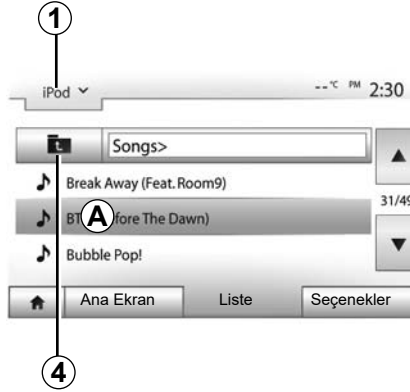 1
iPod
--°C PM 2:30
Songs>
Break Away (Feat. Room9)
A
fore The Dawn)
31/49
Bubble Pop!
Ana Ekran Liste Seçenekler
4